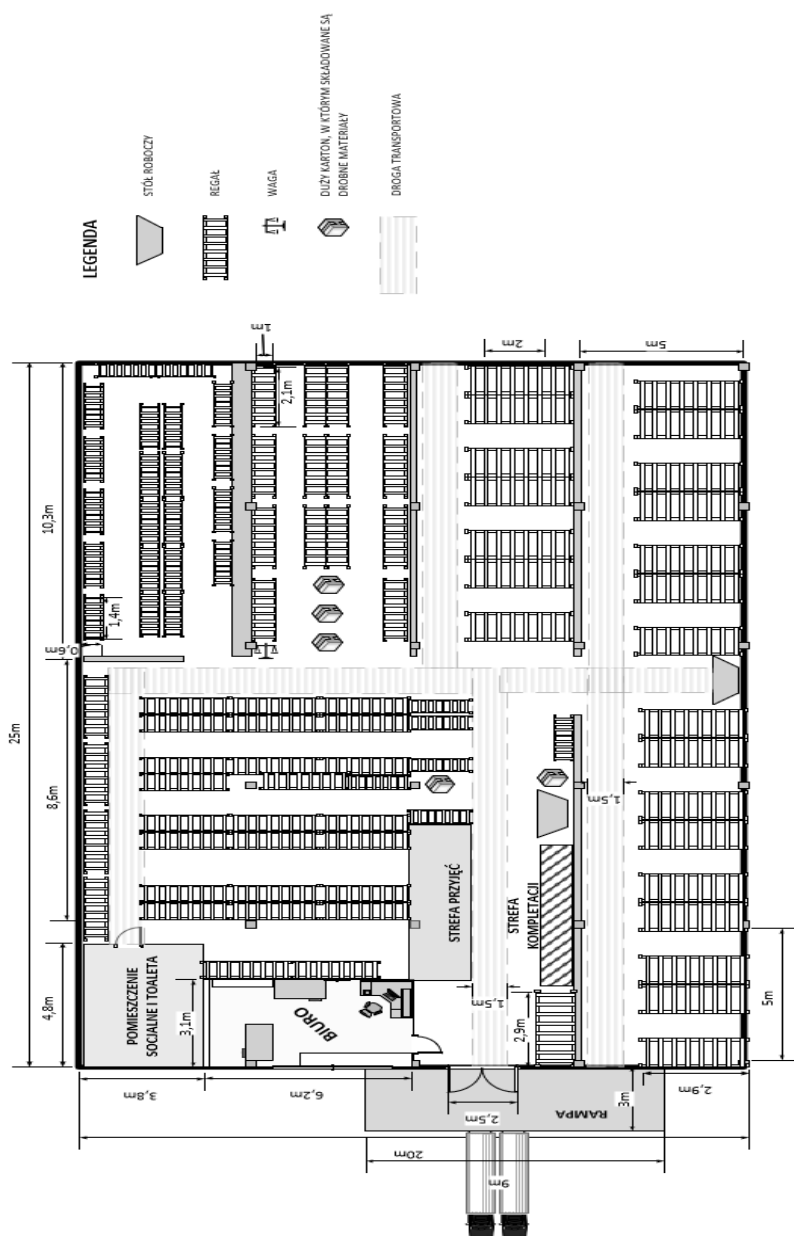 LEGENDA
STÓŁ ROBOCZY
REGAŁ
WAGA
DUŻY KARTON, W KTÓRYM SKŁADOWANE SĄ
DROBNE MATERIAŁY
DROGA TRANSPORTOWA
25m
10,3m
8,6m
4,8m
0,6m
1,4m
1m
2,1m
2m
5m
POMIESZCZENIE
SOCJALNE I TOALETA
3,1m
BIURO
STREFA PRZYJĘĆ
STREFA
KOMPLETACJI
1,5m
1,5m
2,9m
5m
3,8m
6,2m
2,5m
RAMPA
3m
2,9m
20m
9m